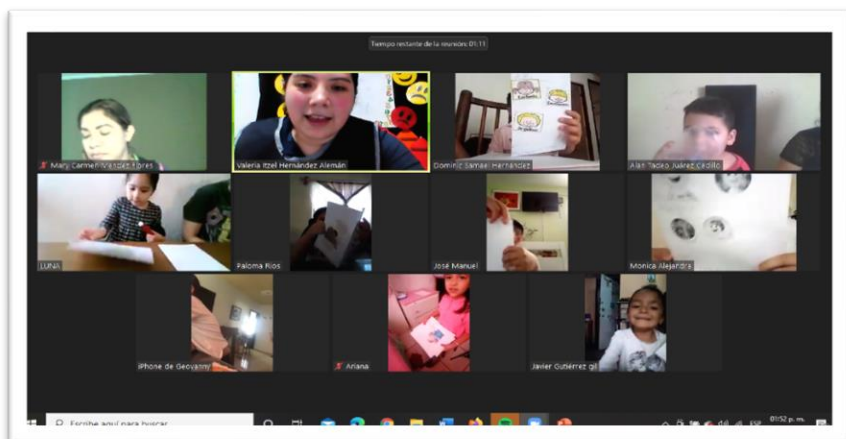 Tiempo restante de la reunión: 01:11
Mary Carmen Méndez Flores
Valeria Itzel Hernández Alemán
Dominic Samael Hernández
Alan Tadeo Juárez Cedillo
LUNA
Paloma Rios
José Manuel
Monica Alejandra
iPhone de Geovanny
Ariana
Javier Gutiérrez gil
Escribe aquí para buscar
ESP
01:52 p. m.